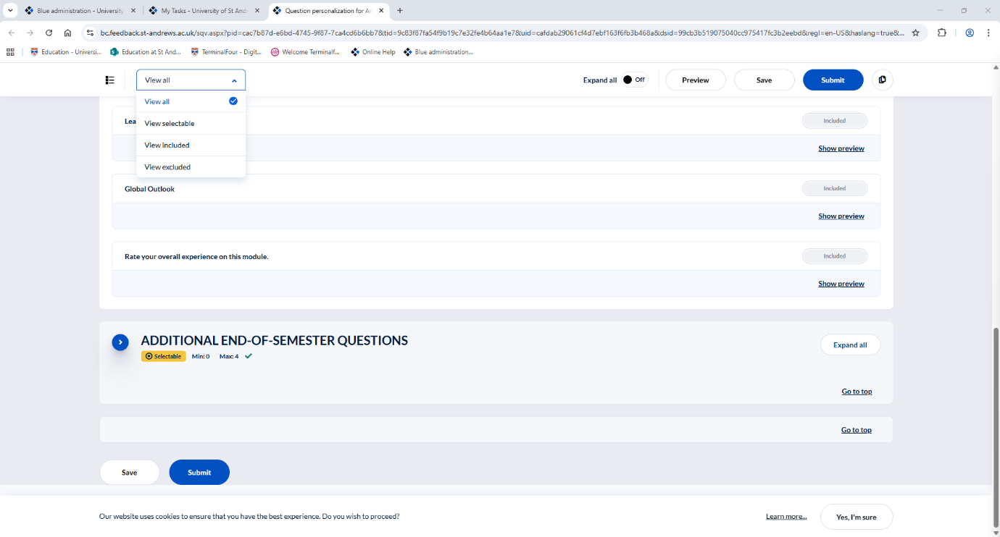 Blue administration - University
My Tasks - University of St Andr
Question personalization for An
bc.feedback.st-andrews.ac.uk/sqv.aspx?pid=cac7b87d-e6bd-4745-9f87-7ca4cd6b6bb7&tid=9c83f87fa54f9b19c7e32fe4b64aa1e7&uid=cafdab29061cf4d7ebf163f6fb3b468a&dsid=99cb3b519075040cc975417fc3b2eebd&regl=en-US&haslang=true&...
Education - Universi...
Education at St And...
TerminalFour - Digit...
Welcome Terminalf...
Online Help
Blue administration...
View all
Expand all
Off
Preview
Save
Submit
View all
View selectable
View included
View excluded
Lea
Included
Show preview
Global Outlook
Included
Show preview
Rate your overall experience on this module.
Included
Show preview
ADDITIONAL END-OF-SEMESTER QUESTIONS
Expand all
Selectable
Min: 0
Max: 4
Go to top
Go to top
Save
Submit
Our website uses cookies to ensure that you have the best experience. Do you wish to proceed?
Learn more...
Yes, I'm sure